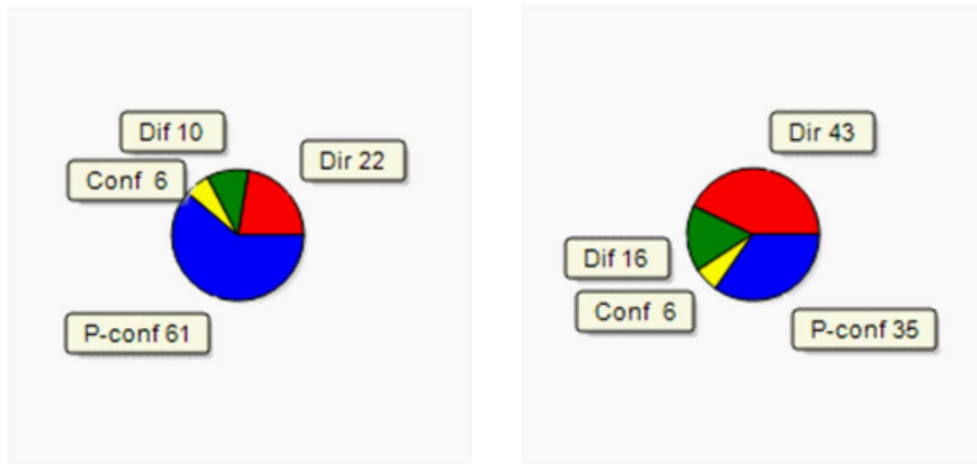 Dif 10
Dir 22
Conf 6
P-conf 61
Dir 43
Dif 16
Conf 6
P-conf 35